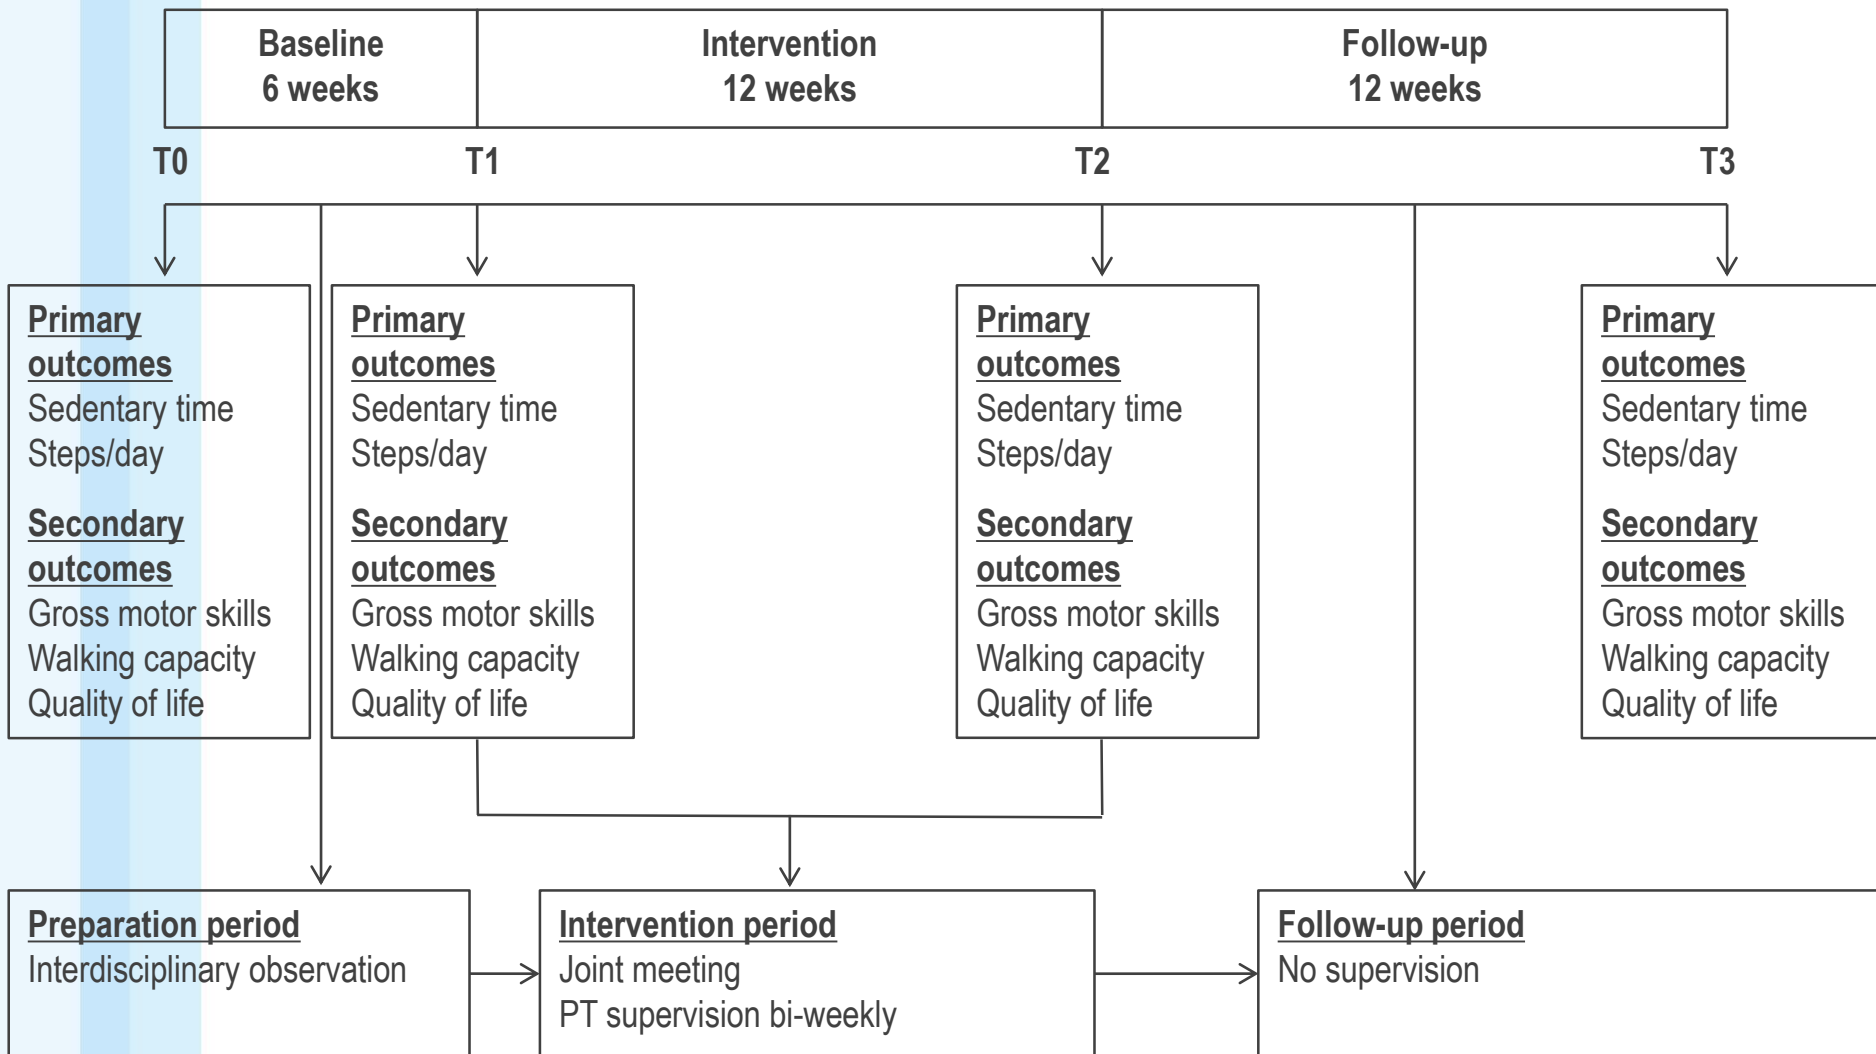 Baseline
6 weeks
Intervention
12 weeks
Follow-up
12 weeks
T0
T1
T2
T3
Primary
outcomes
Sedentary time
Steps/day
Secondary
outcomes
Gross motor skills
Walking capacity
Quality of life
Primary
outcomes
Sedentary time
Steps/day
Secondary
outcomes
Gross motor skills
Walking capacity
Quality of life
Primary
outcomes
Sedentary time
Steps/day
Secondary
outcomes
Gross motor skills
Walking capacity
Quality of life
Primary
outcomes
Sedentary time
Steps/day
Secondary
outcomes
Gross motor skills
Walking capacity
Quality of life
Preparation period
Interdisciplinary observation
Intervention period
Joint meeting
PT supervision bi-weekly
Follow-up period
No supervision